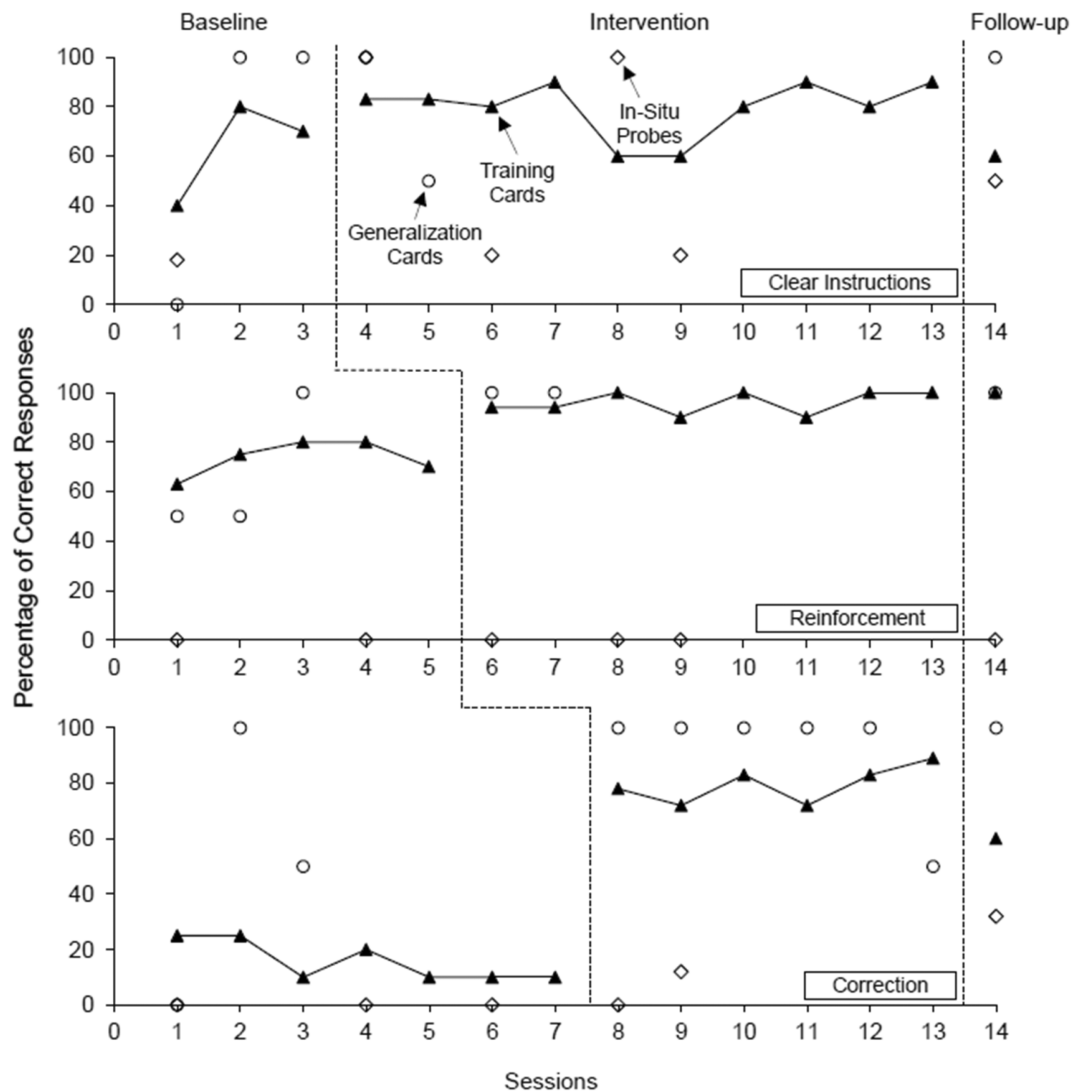 Baseline
Intervention
Follow-up
100
80
60
40
20
0
In-Situ
Probes
Training
Cards
Generalization
Cards
Clear Instructions
0 1 2 3 4 5 6 7 8 9 10 11 12 13 14
Percentage of Correct Responses
100
80
60
40
20
0
Reinforcement
0 1 2 3 4 5 6 7 8 9 10 11 12 13 14
100
80
60
40
20
0
Correction
0 1 2 3 4 5 6 7 8 9 10 11 12 13 14
Sessions